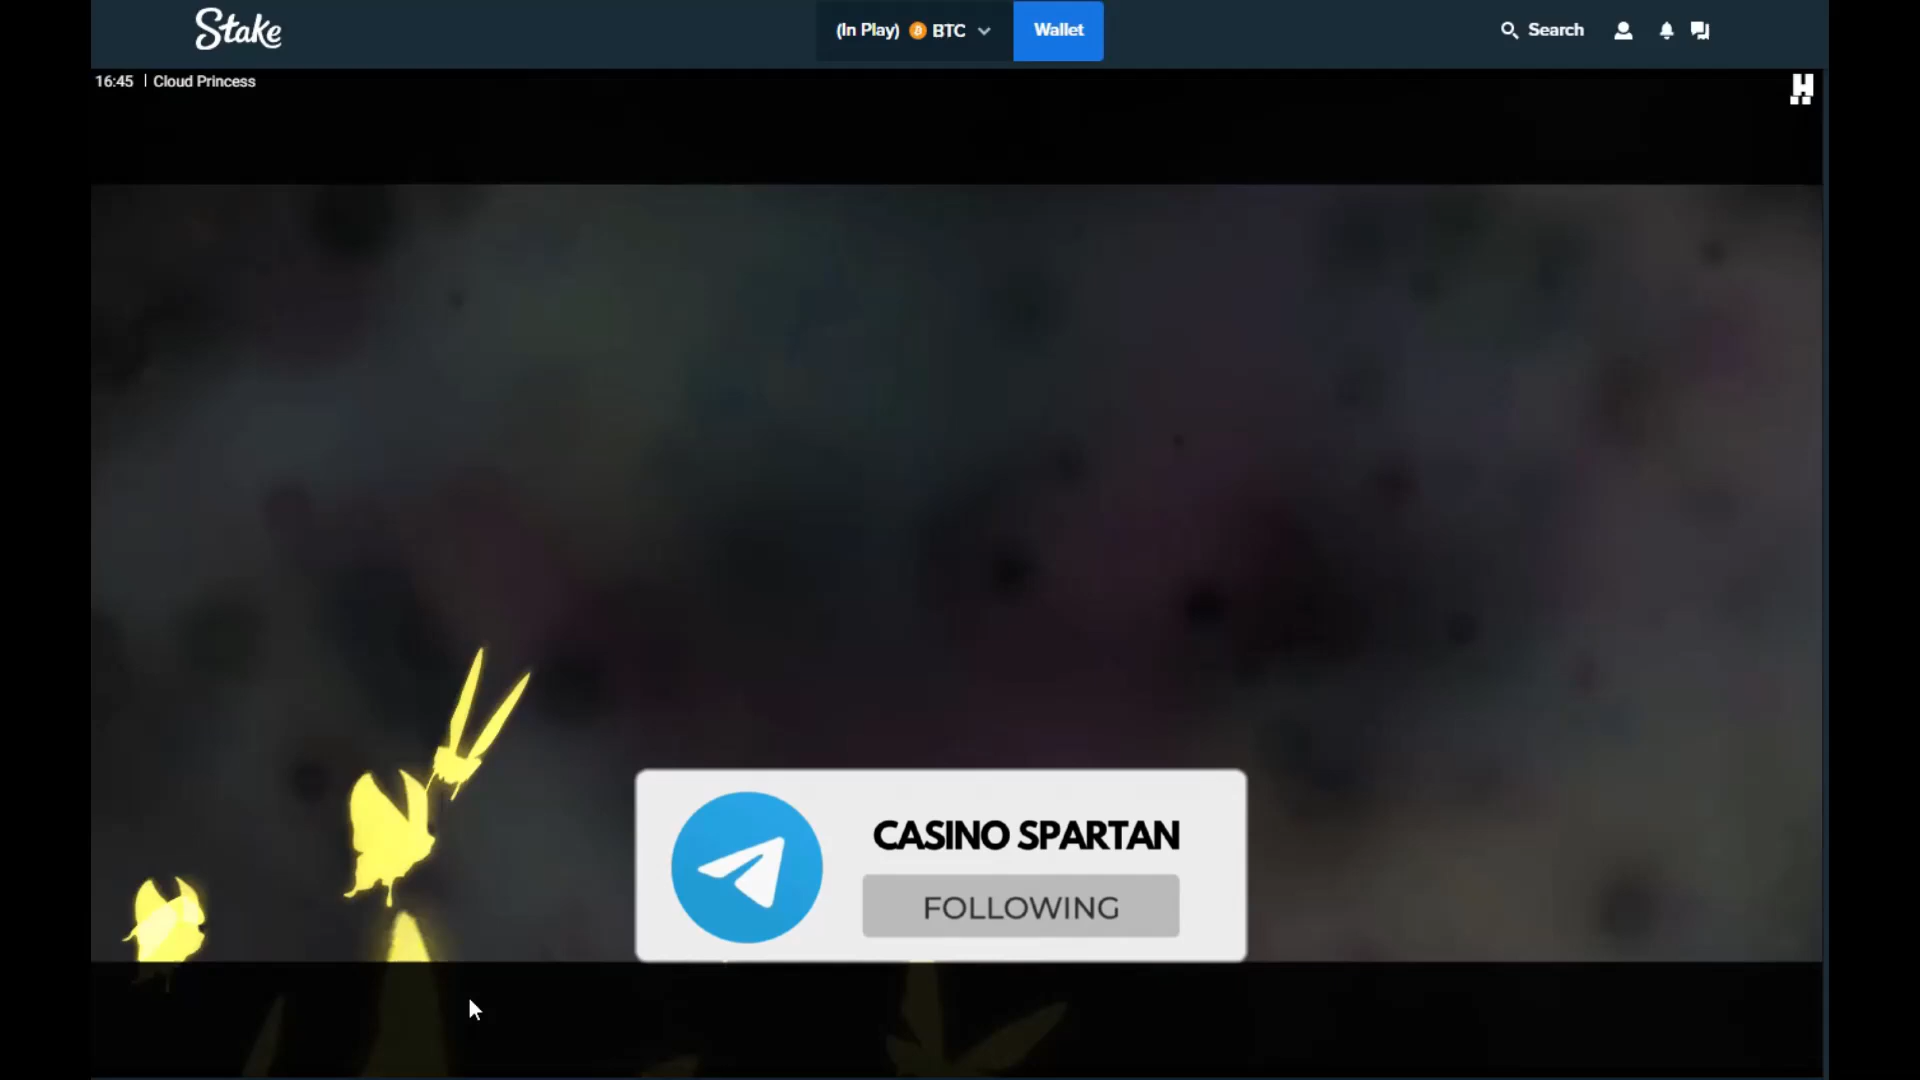 Stake
(In Play) BTC
Wallet
Search
16:45 | Cloud Princess
CASINO SPARTAN
FOLLOWING